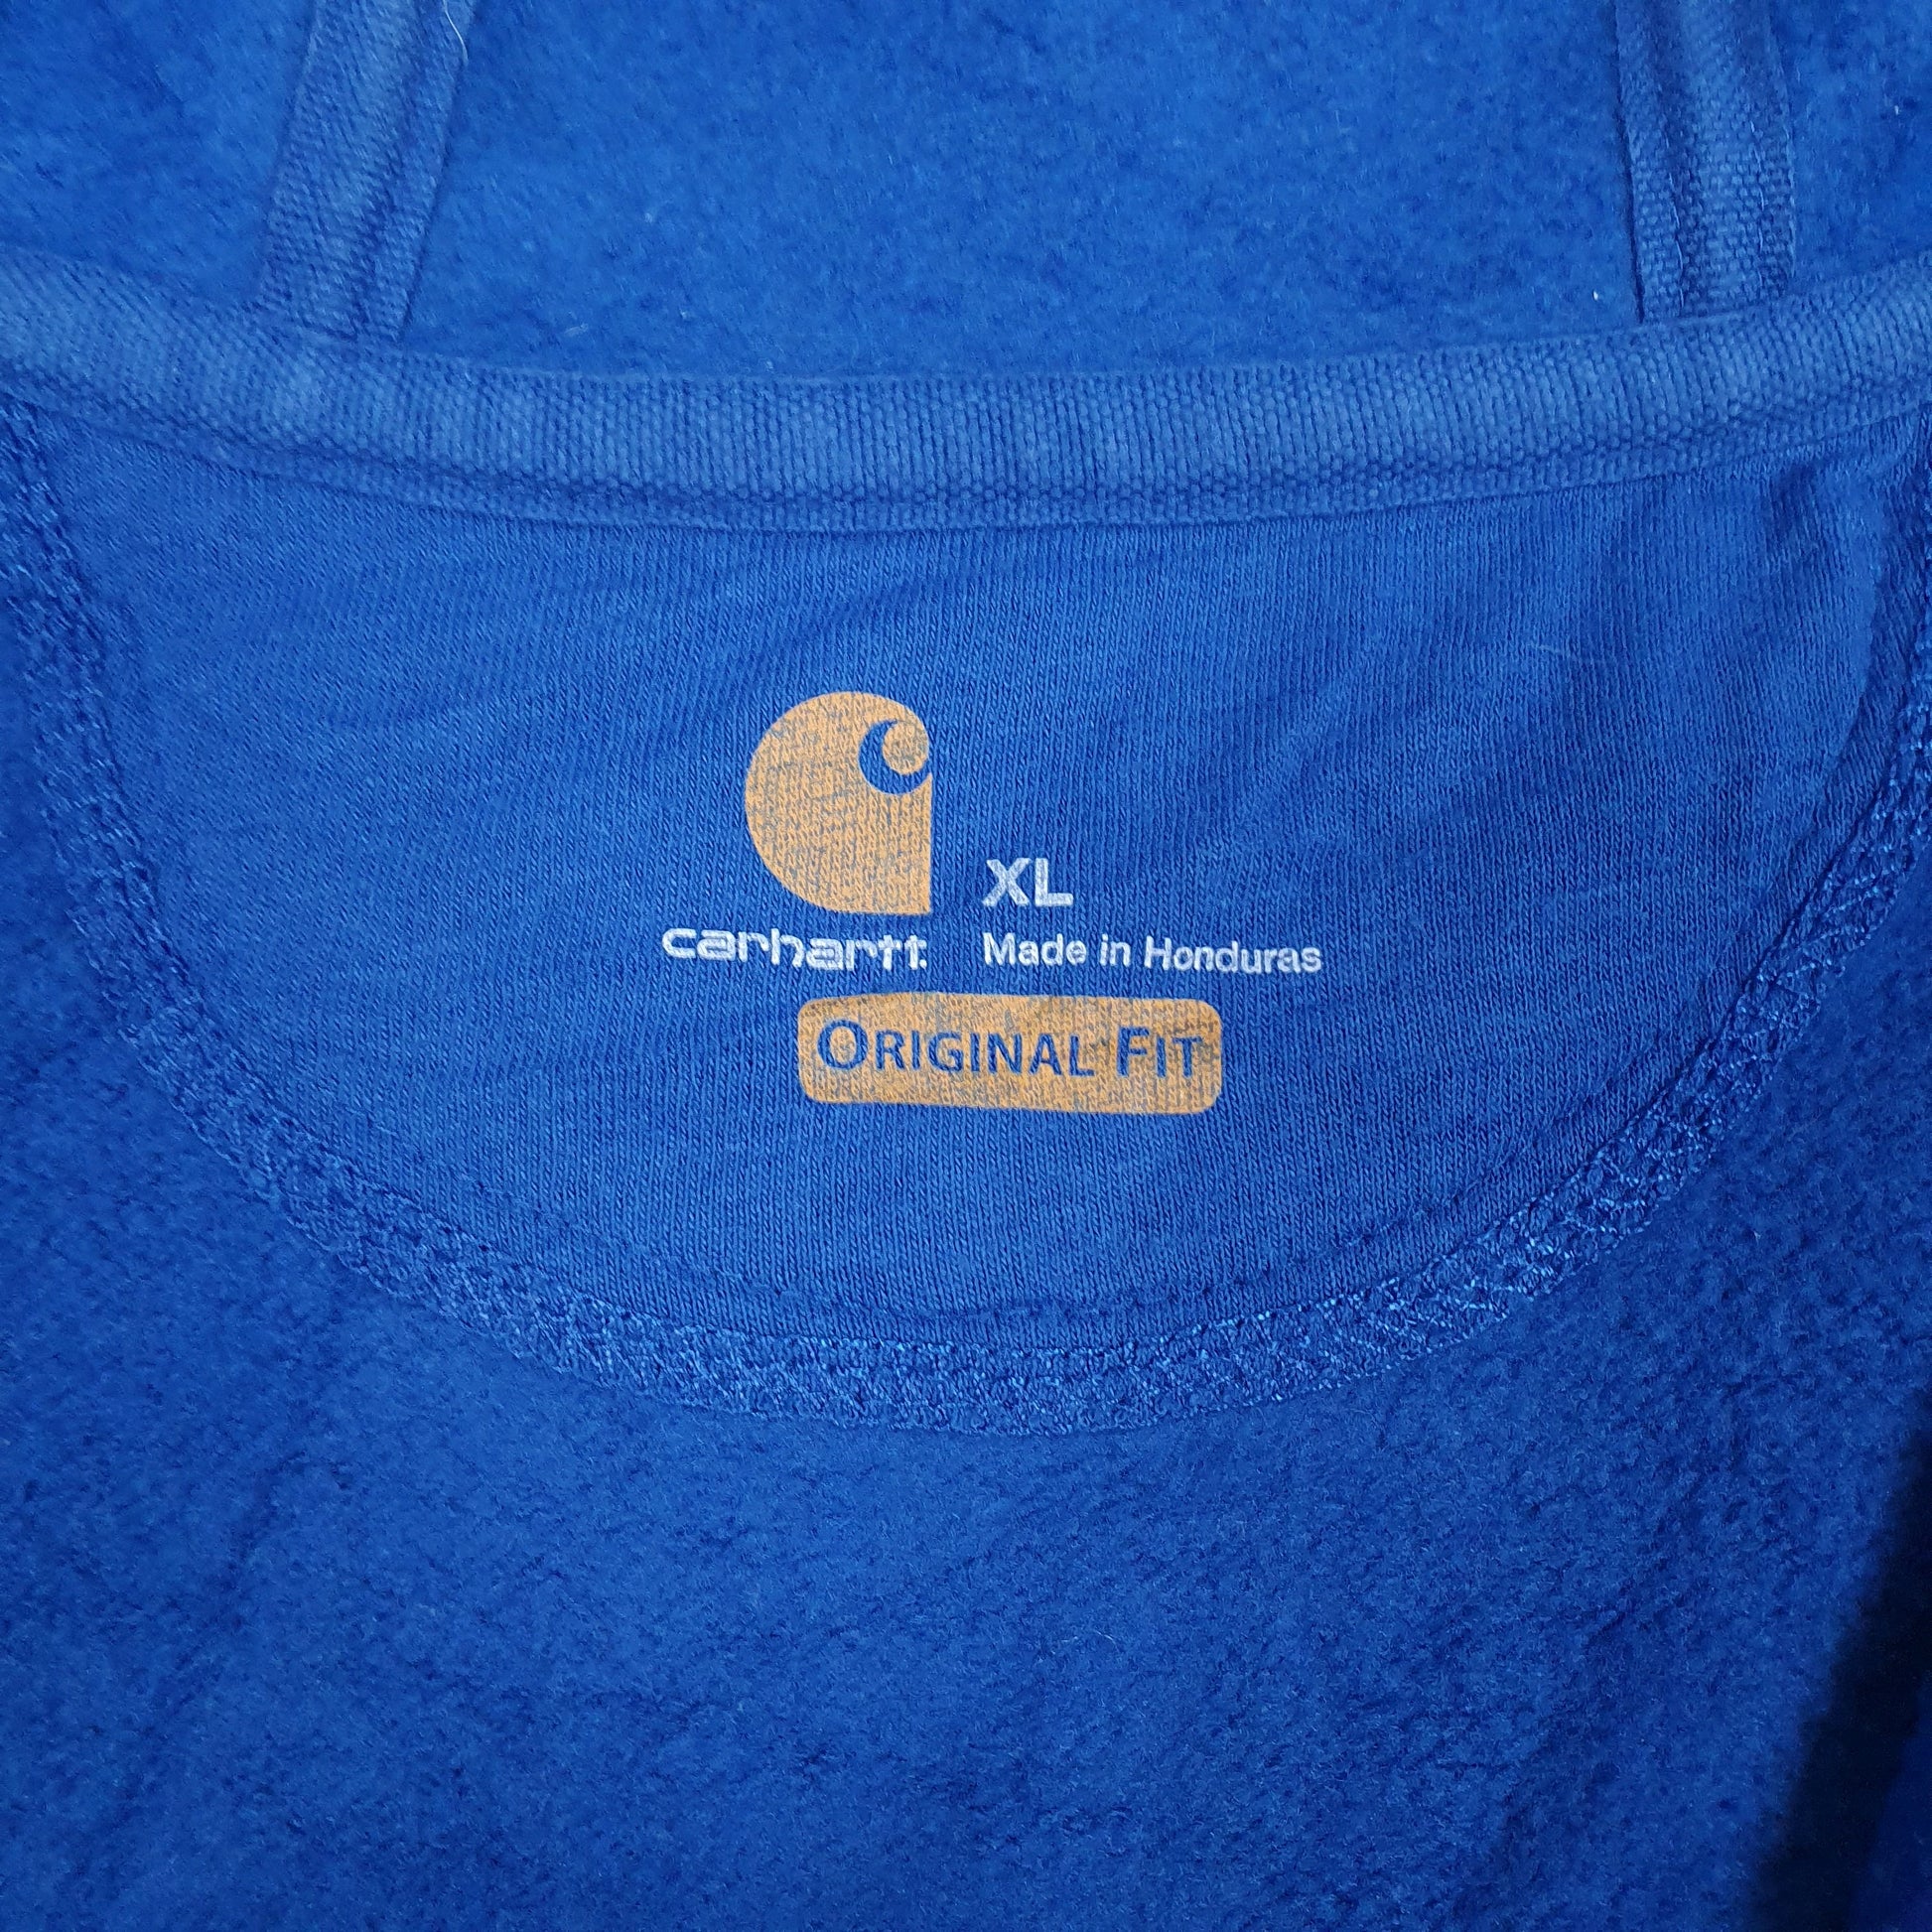 XL
carhartt.
Made in Honduras
ORIGINAL FIT